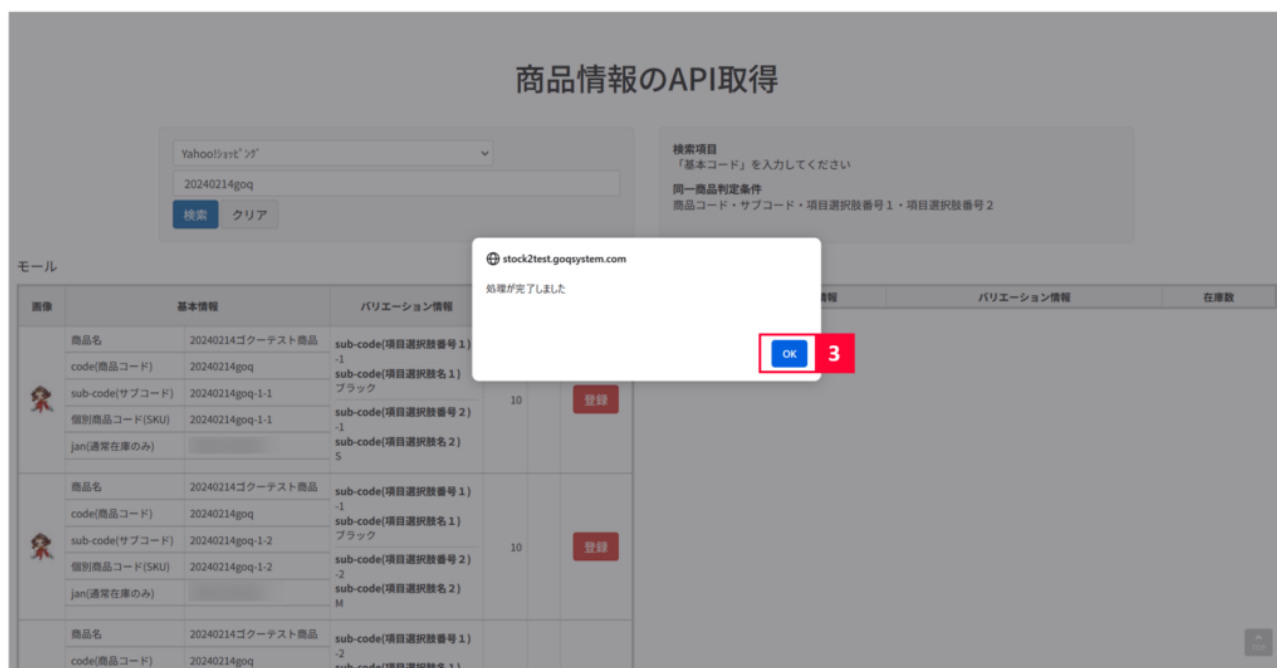 商品情報のAPI取得
Yahoo!ｼｮｯﾋﾟﾝｸﾞ
20240214goq
検索 クリア
検索項目
「基本コード」を入力してください
同一商品判定条件
商品コード・サブコード・項目選択肢番号1・項目選択肢番号2
stock2test.goqsystem.com
処理が完了しました
OK 3
モール
画像 基本情報 バリエーション情報
情報 バリエーション情報 在庫数
商品名 20240214ゴクーテスト商品
code(商品コード) 20240214goq
sub-code(サブコード) 20240214goq-1-1
個別商品コード(SKU) 20240214goq-1-1
jan(通常在庫のみ)
sub-code(項目選択肢番号1)
-1
sub-code(項目選択肢名1)
ブラック
sub-code(項目選択肢番号2)
-1
sub-code(項目選択肢名2)
S
10 登録
商品名 20240214ゴクーテスト商品
code(商品コード) 20240214goq
sub-code(サブコード) 20240214goq-1-2
個別商品コード(SKU) 20240214goq-1-2
jan(通常在庫のみ)
sub-code(項目選択肢番号1)
-1
sub-code(項目選択肢名1)
ブラック
sub-code(項目選択肢番号2)
-2
sub-code(項目選択肢名2)
M
10 登録
商品名 20240214ゴクーテスト商品
code(商品コード) 20240214goq
sub-code(項目選択肢番号1)
-2
sub-code(項目選択肢名1)
TOP